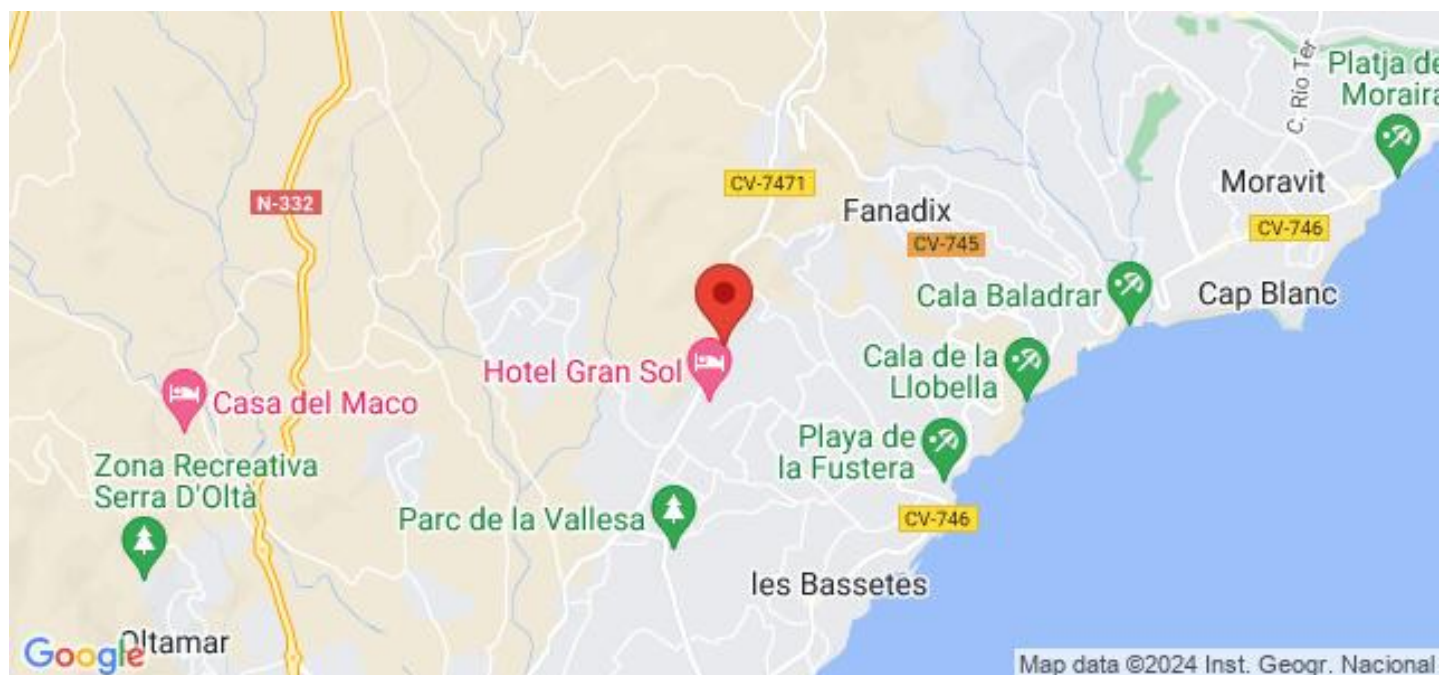 Platja de
Moraira
C. Río Ter
CV-7471
Moravit
N-332
Fanadix
CV-746
CV-745
Cala Baladrar
Cap Blanc
Hotel Gran Sol
Cala de la
Llobella
Casa del Maco
Playa de
la Fustera
Zona Recreativa
Serra D'Oltà
Parc de la Vallesa
CV-746
les Bassetes
Oltamar
Google
Map data ©2024 Inst. Geogr. Nacional